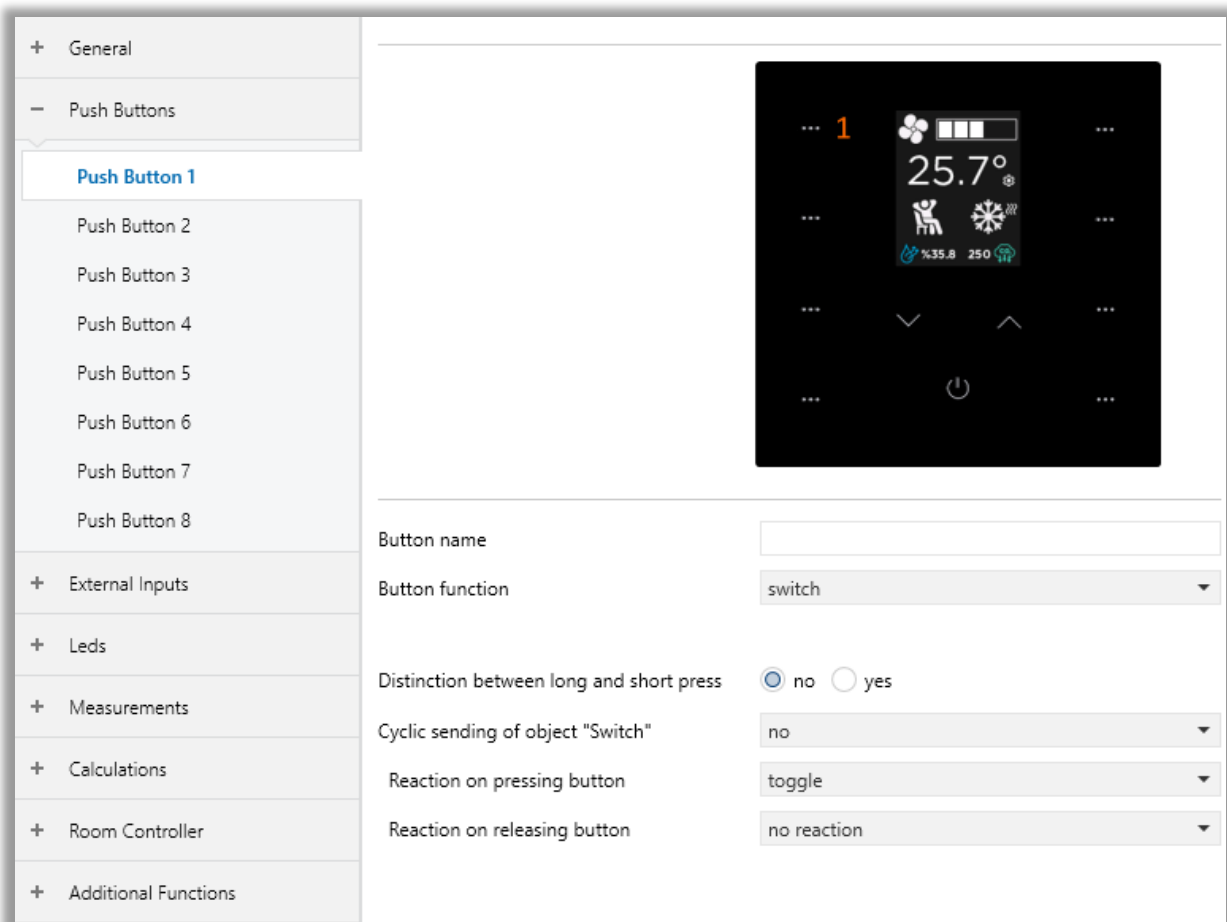 General
Push Buttons
Push Button 1
Push Button 2
Push Button 3
Push Button 4
Push Button 5
Push Button 6
Push Button 7
Push Button 8
External Inputs
Leds
Measurements
Calculations
Room Controller
Additional Functions
1
25.7°
%35.8 250
Button name
Button function switch
Distinction between long and short press no yes
Cyclic sending of object "Switch" no
Reaction on pressing button toggle
Reaction on releasing button no reaction